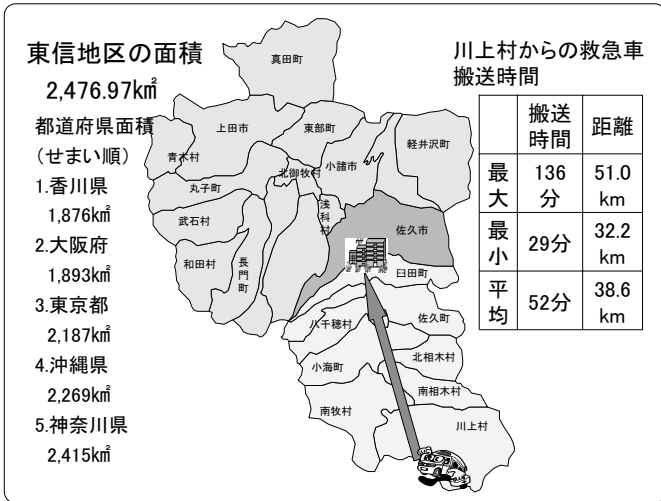 東信地区の面積
2,476.97k㎡
都道府県面積
(せまい順)
1.香川県
1,876k㎡
2.大阪府
1,893k㎡
3.東京都
2,187k㎡
4.沖縄県
2,269k㎡
5.神奈川県
2,415k㎡
真田町
上田市
東部町
軽井沢町
青木村
小諸市
北御牧村
丸子町
浅科村
武石村
佐久市
和田村
長門町
臼田町
八千穂村
佐久町
北相木村
小海町
南相木村
南牧村
川上村
川上村からの救急車
搬送時間
搬送時間 距離
最大 136分 51.0km
最小 29分 32.2km
平均 52分 38.6km